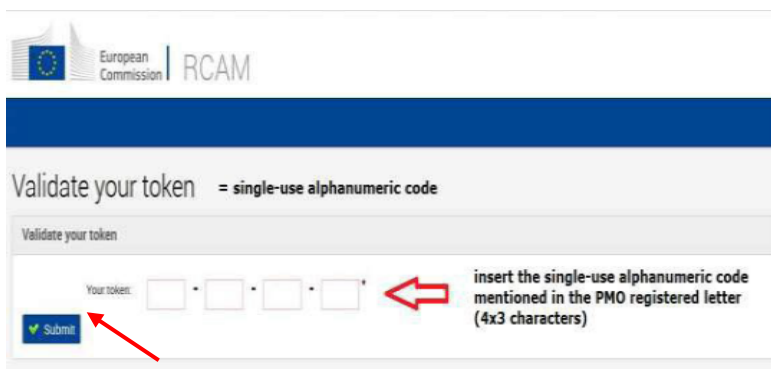 European
Commission
RCAM
Validate your token = single-use alphanumeric code
Validate your token
Your token: - - - *
insert the single-use alphanumeric code
mentioned in the PMO registered letter
(4x3 characters)
Submit